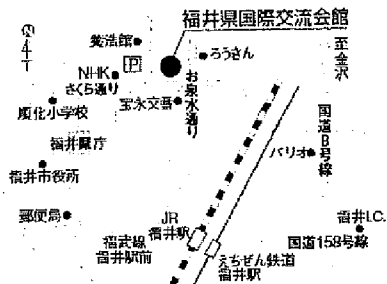 福井県国際交流会館
養浩館
ろうさん
至金沢
P
NHK
さくら通り
お泉水通り
順化小学校
宝永交番
国道8号線
福井県庁
パリオ
福井市役所
郵便局
JR
福井駅
福井I.C.
福武線
福井駅前
国道158号線
えちぜん鉄道
福井駅